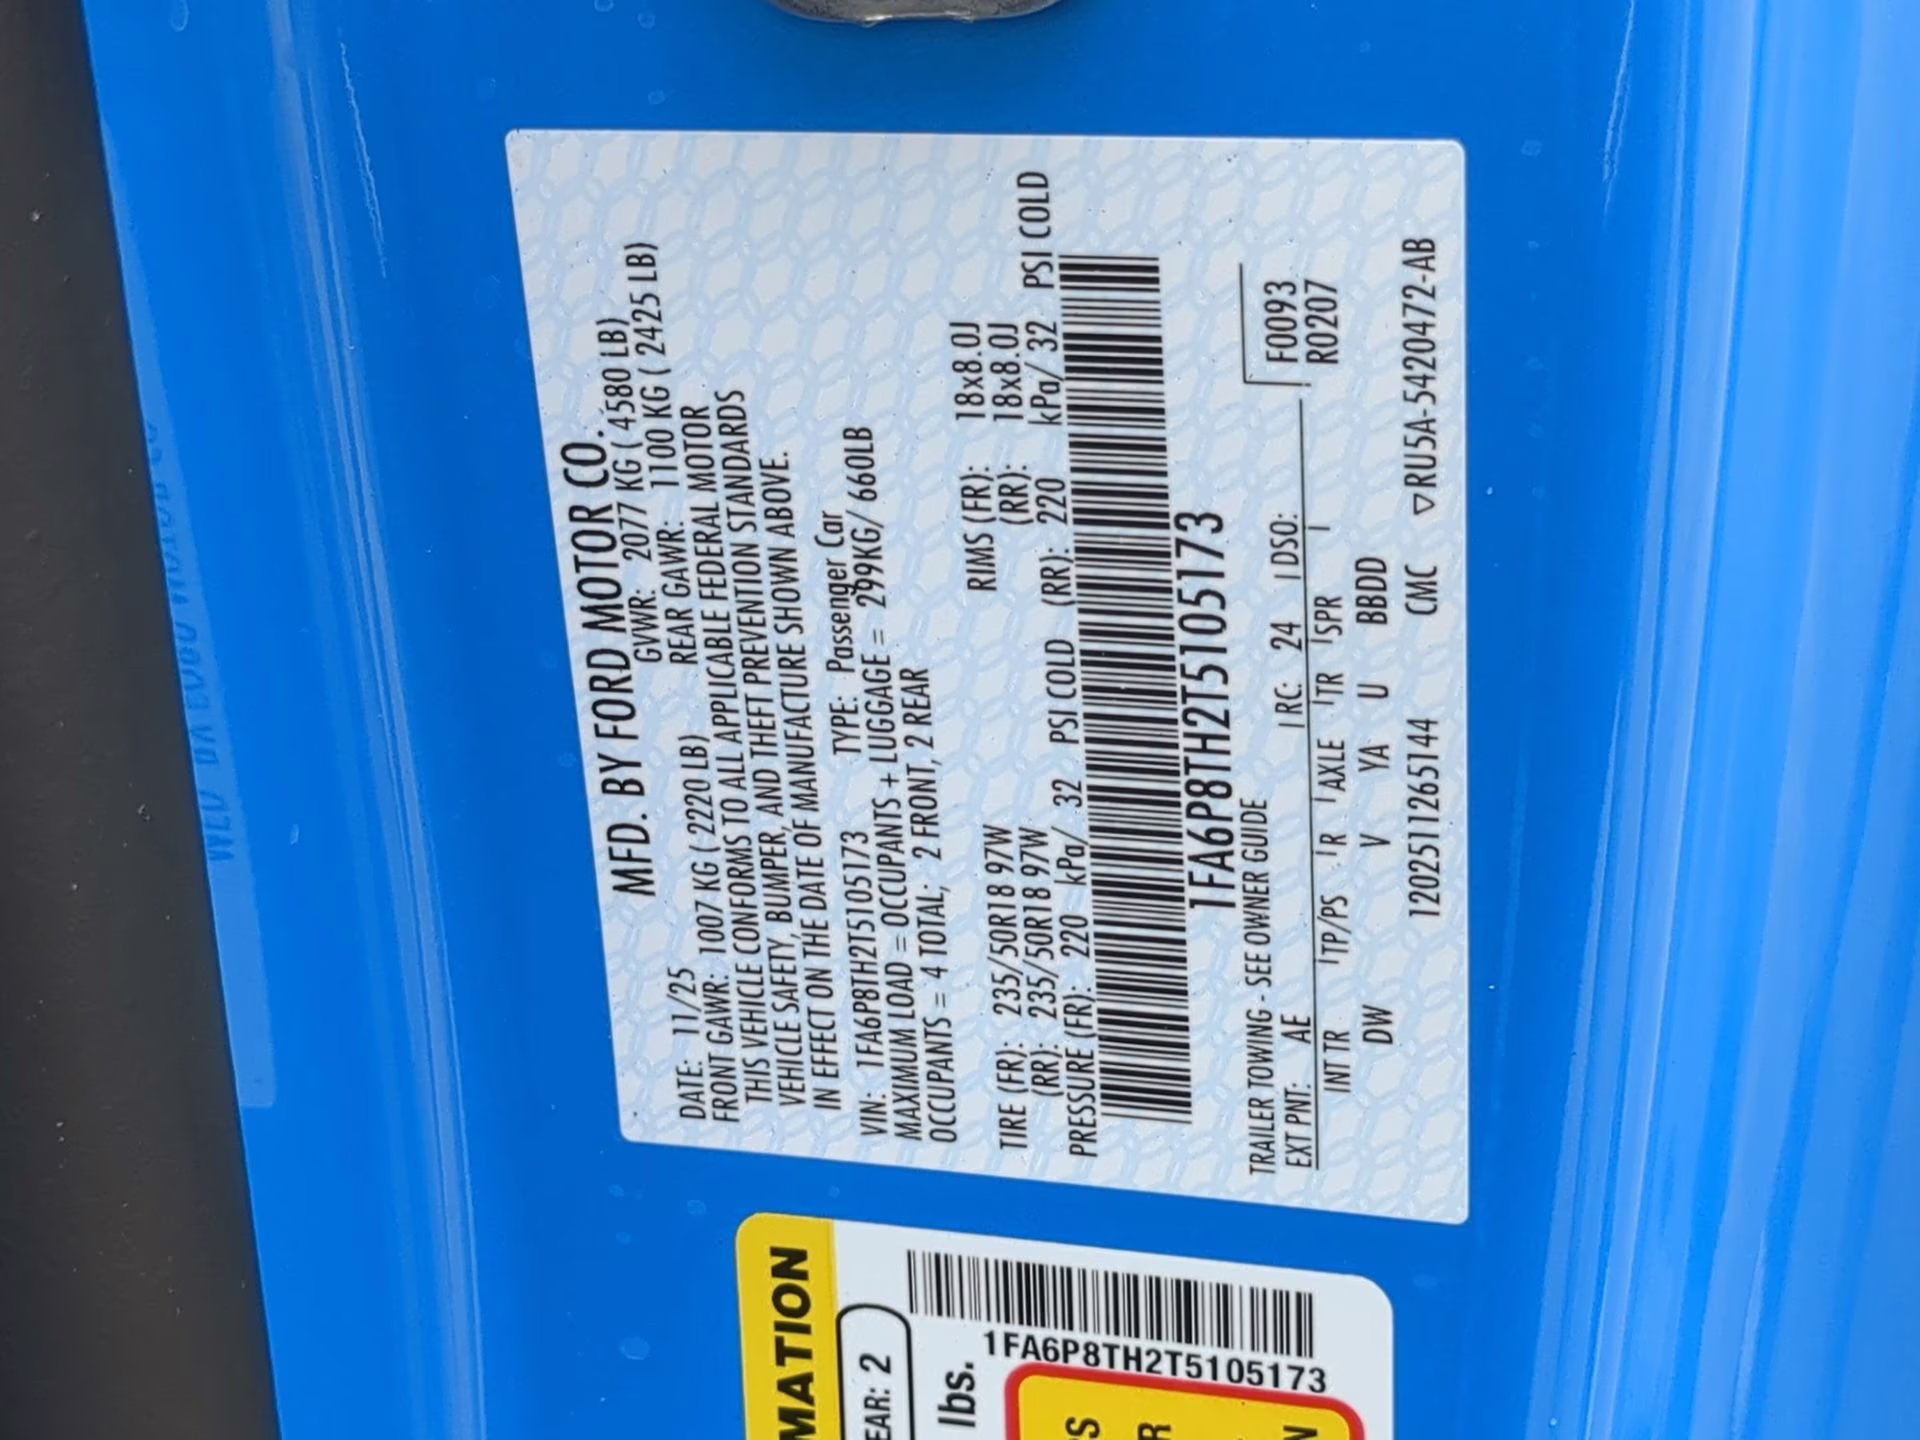 MFD. BY FORD MOTOR CO.
DATE: 11/25 GVWR: 2077 KG ( 4580 LB)
FRONT GAWR: 1007 KG ( 2220 LB) REAR GAWR: 1100 KG ( 2425 LB)
THIS VEHICLE CONFORMS TO ALL APPLICABLE FEDERAL MOTOR
VEHICLE SAFETY, BUMPER, AND THEFT PREVENTION STANDARDS
IN EFFECT ON THE DATE OF MANUFACTURE SHOWN ABOVE.
VIN: 1FA6P8TH2T5105173 TYPE: Passenger Car
MAXIMUM LOAD = OCCUPANTS + LUGGAGE = 299KG/ 660LB
OCCUPANTS = 4 TOTAL; 2 FRONT, 2 REAR
TIRE (FR): 235/50R18 97W RIMS (FR): 18x8.0J
(RR): 235/50R18 97W (RR): 18x8.0J
PRESSURE (FR): 220 kPa/ 32 PSI COLD (RR): 220 kPa/ 32 PSI COLD
1FA6P8TH2T5105173
TRAILER TOWING - SEE OWNER GUIDE
F0093
EXT PNT: AE RC: 24 DSO:
R0207
INT TR TP/PS R AXLE TR SPR
DW V YA U BBDD
1202511265144 CMC ▽RU5A-5420472-AB
MATION
EAR: 2
lbs.
1FA6P8TH2T5105173